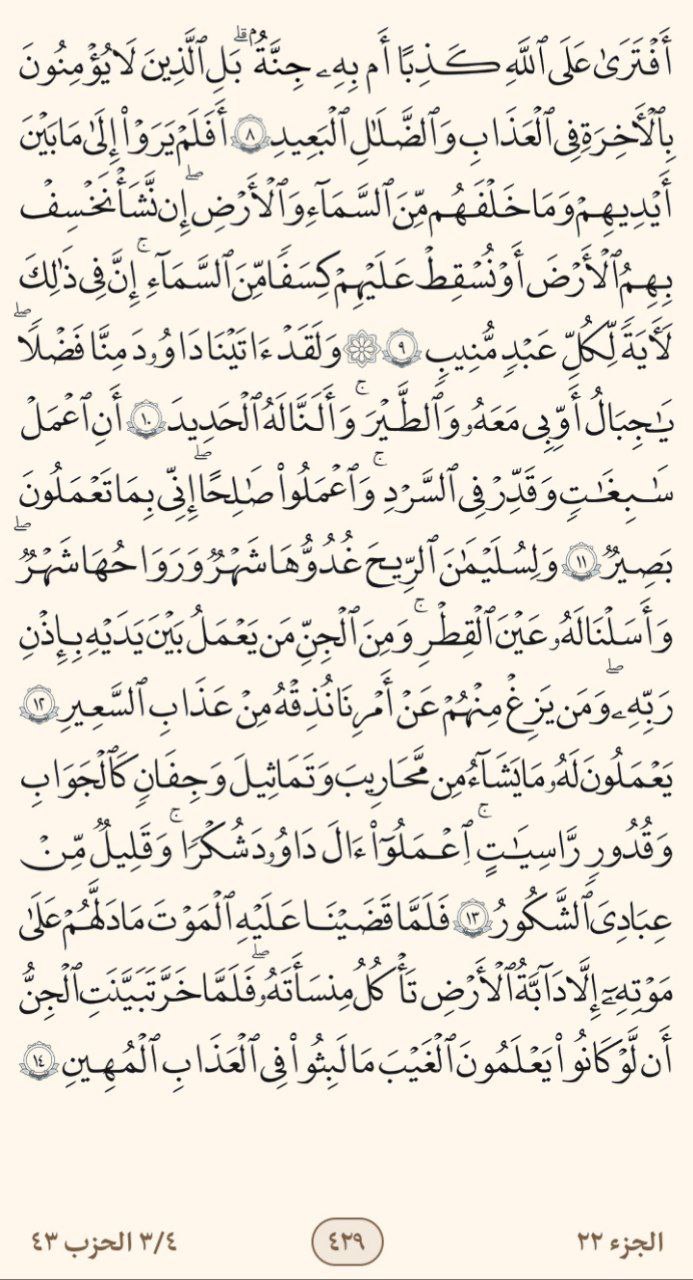 أَفْتَرَىٰ عَلَى ٱللَّهِ كَذِبًا أَم بِهِۦ جِنَّةُۢ ۗ بَلِ ٱلَّذِينَ لَا يُؤْمِنُونَ
بِٱلْأَخِرَةِ فِى ٱلْعَذَابِ وَٱلضَّلَٰلِ ٱلْبَعِيدِ ٨ أَفَلَمْ يَرَوْا۟ إِلَىٰ مَا بَيْنَ
أَيْدِيهِمْ وَمَا خَلْفَهُم مِّنَ ٱلسَّمَآءِ وَٱلْأَرْضِ ۖ إِن نَّشَأْ نَخْسِفْ
بِهِمُ ٱلْأَرْضَ أَوْ نُسْقِطْ عَلَيْهِمْ كِسَفًا مِّنَ ٱلسَّمَآءِ ۚ إِنَّ فِى ذَٰلِكَ
لَأَيَةً لِّكُلِّ عَبْدٍ مُّنِيبٍ ٩ ۞ وَلَقَدْ ءَاتَيْنَا دَاوُۥدَ مِنَّا فَضْلًا ۖ
يَٰجِبَالُ أَوِّبِى مَعَهُۥ وَٱلطَّيْرَ ۚ وَأَلَنَّا لَهُ ٱلْحَدِيدَ ١٠ أَنِ ٱعْمَلْ
سَٰبِغَٰتٍ وَقَدِّرْ فِى ٱلسَّرْدِ ۚ وَٱعْمَلُوا۟ صَٰلِحًا ۖ إِنِّى بِمَا تَعْمَلُونَ
بَصِيرٌ ١١ وَلِسُلَيْمَٰنَ ٱلرِّيحَ غُدُوُّهَا شَهْرٌ وَرَوَاحُهَا شَهْرٌ ۖ
وَأَسَلْنَا لَهُۥ عَيْنَ ٱلْقِطْرِ ۚ وَمِنَ ٱلْجِنِّ مَن يَعْمَلُ بَيْنَ يَدَيْهِ بِإِذْنِ
رَبِّهِۦ ۖ وَمَن يَزِغْ مِنْهُمْ عَنْ أَمْرِنَا نُذِقْهُ مِنْ عَذَابِ ٱلسَّعِيرِ ١٢
يَعْمَلُونَ لَهُۥ مَا يَشَآءُ مِن مَّحَٰرِيبَ وَتَمَٰثِيلَ وَجِفَانٍ كَٱلْجَوَابِ
وَقُدُورٍ رَّاسِيَٰتٍ ۚ ٱعْمَلُوٓا۟ ءَالَ دَاوُۥدَ شُكْرًا ۚ وَقَلِيلٌ مِّنْ
عِبَادِىَ ٱلشَّكُورُ ١٣ فَلَمَّا قَضَيْنَا عَلَيْهِ ٱلْمَوْتَ مَا دَلَّهُمْ عَلَىٰ
مَوْتِهِۦٓ إِلَّا دَآبَّةُ ٱلْأَرْضِ تَأْكُلُ مِنسَأَتَهُۥ ۖ فَلَمَّا خَرَّ تَبَيَّنَتِ ٱلْجِنُّ
أَن لَّوْ كَانُوا۟ يَعْلَمُونَ ٱلْغَيْبَ مَا لَبِثُوا۟ فِى ٱلْعَذَابِ ٱلْمُهِينِ ١٤
الجزء ٢٢
٤٢٩
٣/٤ الحزب ٤٣